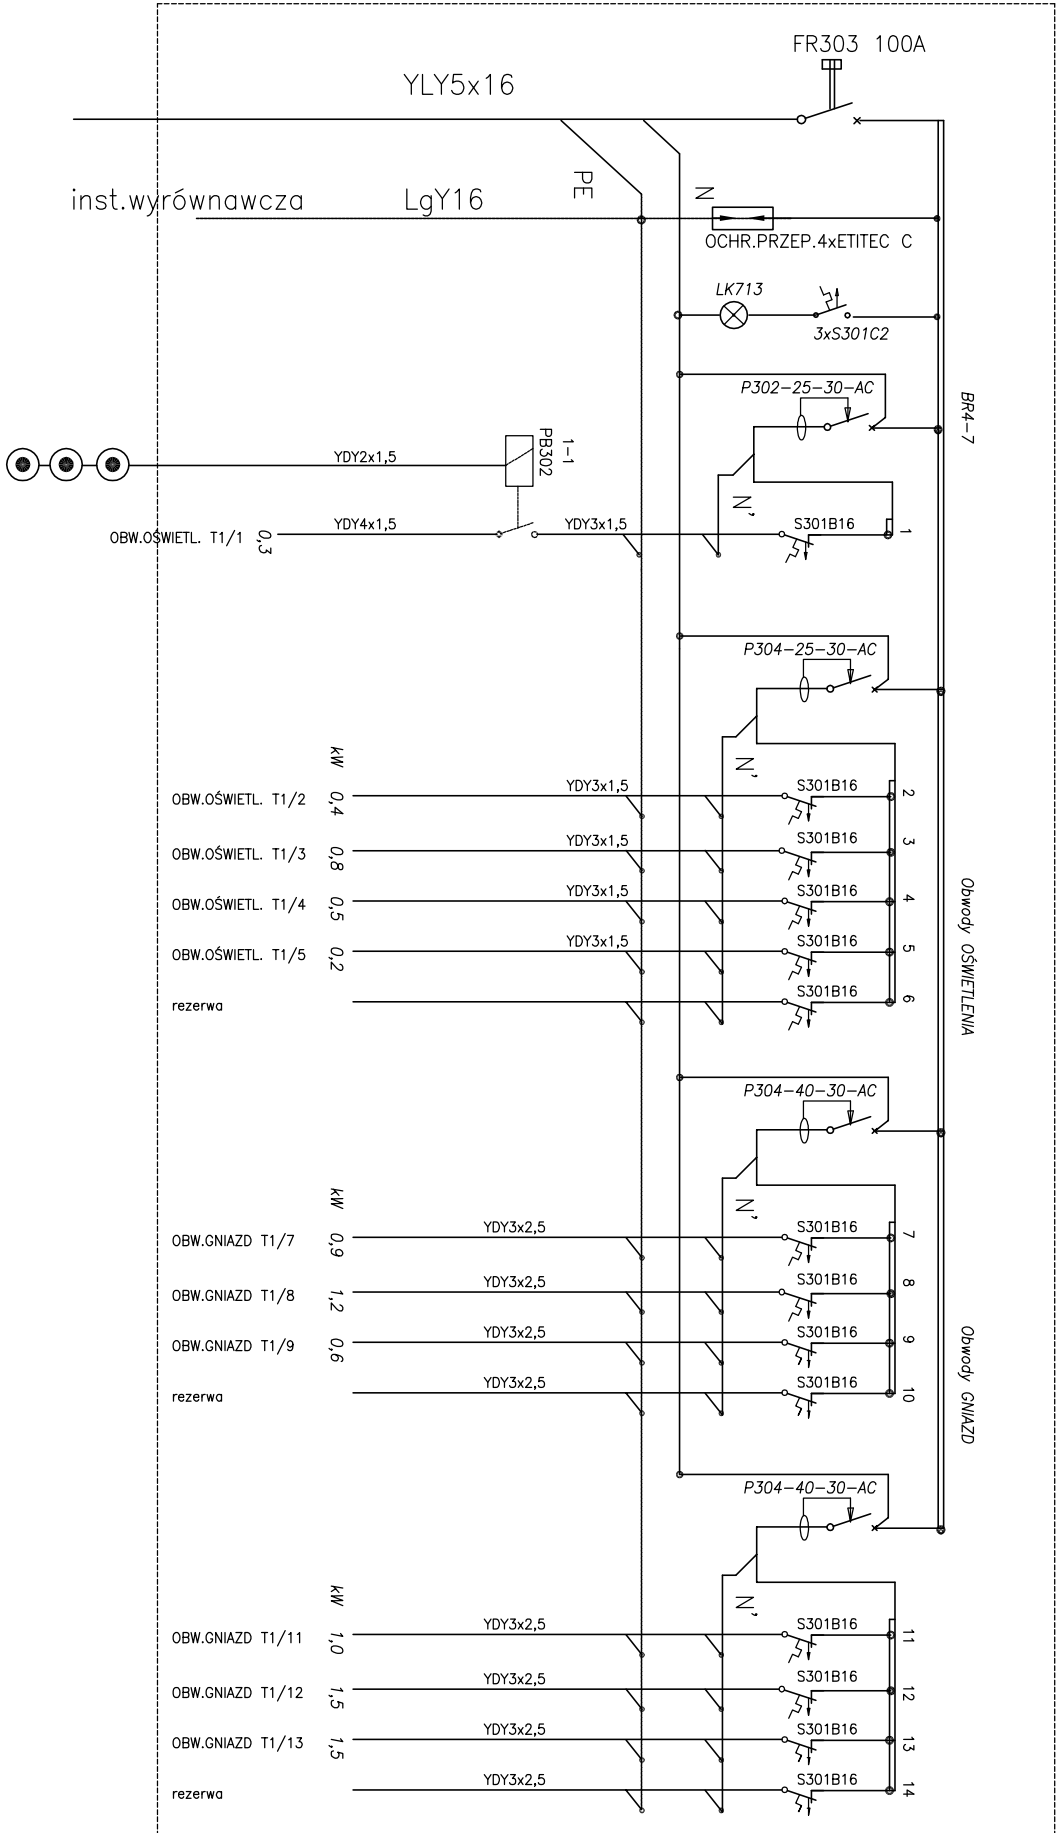 FR303 100A
YLY5x16
PE
N
inst.wyrównawcza LgY16
OCHR.PRZEP.4xETITEC C
LK713
3xS301C2
P302-25-30-AC
BR4-7
1-1
PB302
YDY2x1,5
N'
OBW.OŚWIETL. T1/1 0,3 YDY4x1,5 YDY3x1,5 S301B16 1
P304-25-30-AC
kW
N'
OBW.OŚWIETL. T1/2 0,4 YDY3x1,5 S301B16 2
OBW.OŚWIETL. T1/3 0,8 YDY3x1,5 S301B16 3
OBW.OŚWIETL. T1/4 0,5 YDY3x1,5 S301B16 4
OBW.OŚWIETL. T1/5 0,2 YDY3x1,5 S301B16 5
rezerwa S301B16 6
Obwody OŚWIETLENIA
P304-40-30-AC
kW
N'
OBW.GNIAZD T1/7 0,9 YDY3x2,5 S301B16 7
OBW.GNIAZD T1/8 1,2 YDY3x2,5 S301B16 8
OBW.GNIAZD T1/9 0,6 YDY3x2,5 S301B16 9
rezerwa YDY3x2,5 S301B16 10
Obwody GNIAZD
P304-40-30-AC
kW
N'
OBW.GNIAZD T1/11 1,0 YDY3x2,5 S301B16 11
OBW.GNIAZD T1/12 1,5 YDY3x2,5 S301B16 12
OBW.GNIAZD T1/13 1,5 YDY3x2,5 S301B16 13
rezerwa YDY3x2,5 S301B16 14